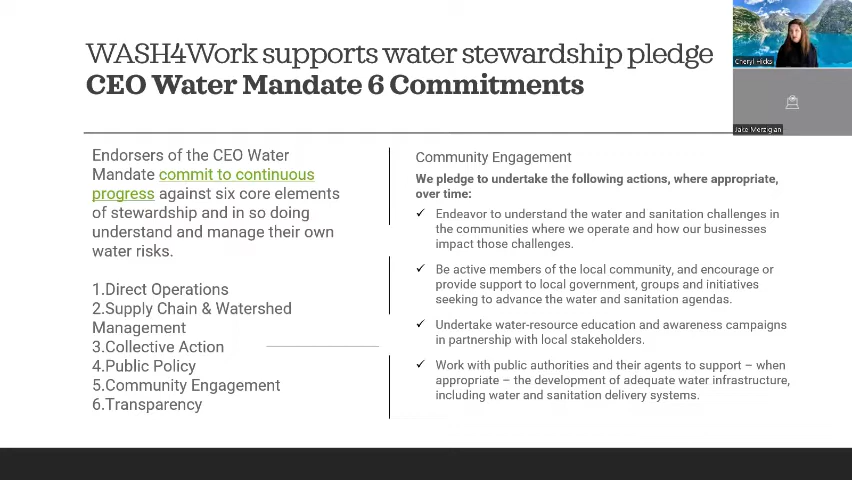 WASH4Work supports water stewardship pledge
CEO Water Mandate 6 Commitments
Endorsers of the CEO Water
Mandate commit to continuous
progress against six core elements
of stewardship and in so doing
understand and manage their own
water risks.
1.Direct Operations
2.Supply Chain & Watershed
Management
3.Collective Action
4.Public Policy
5.Community Engagement
6.Transparency
Community Engagement
We pledge to undertake the following actions, where appropriate,
over time:
✓ Endeavor to understand the water and sanitation challenges in
the communities where we operate and how our businesses
impact those challenges.
✓ Be active members of the local community, and encourage or
provide support to local government, groups and initiatives
seeking to advance the water and sanitation agendas.
✓ Undertake water-resource education and awareness campaigns
in partnership with local stakeholders.
✓ Work with public authorities and their agents to support – when
appropriate – the development of adequate water infrastructure,
including water and sanitation delivery systems.
Cheryl Hicks
Jake Merzigian